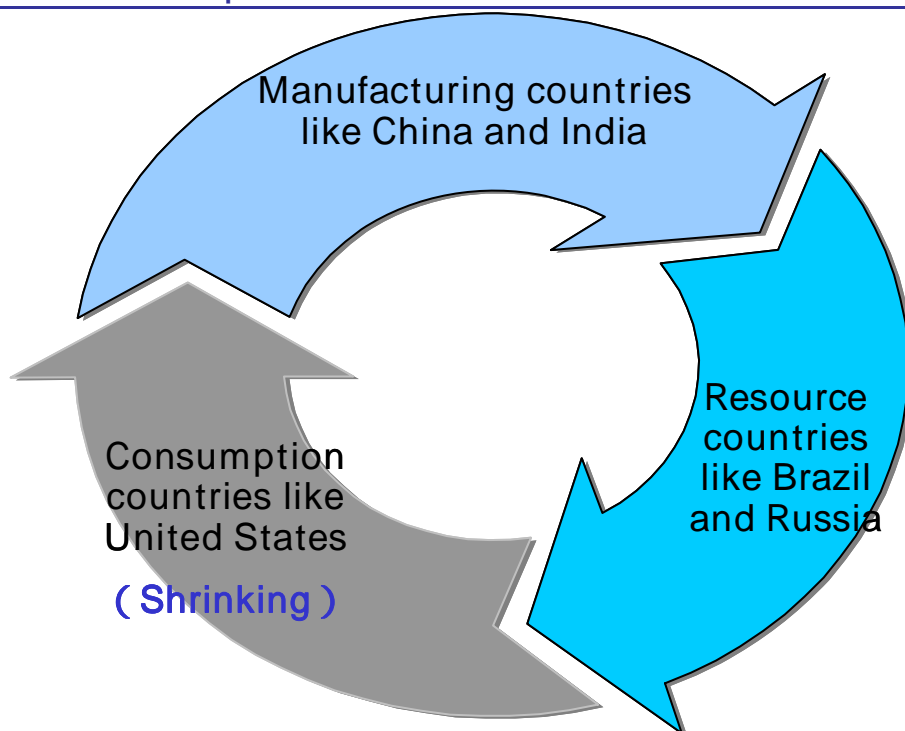 Manufacturing countries
like China and India
Resource
countries
like Brazil
and Russia
Consumption
countries like
United States
( Shrinking )